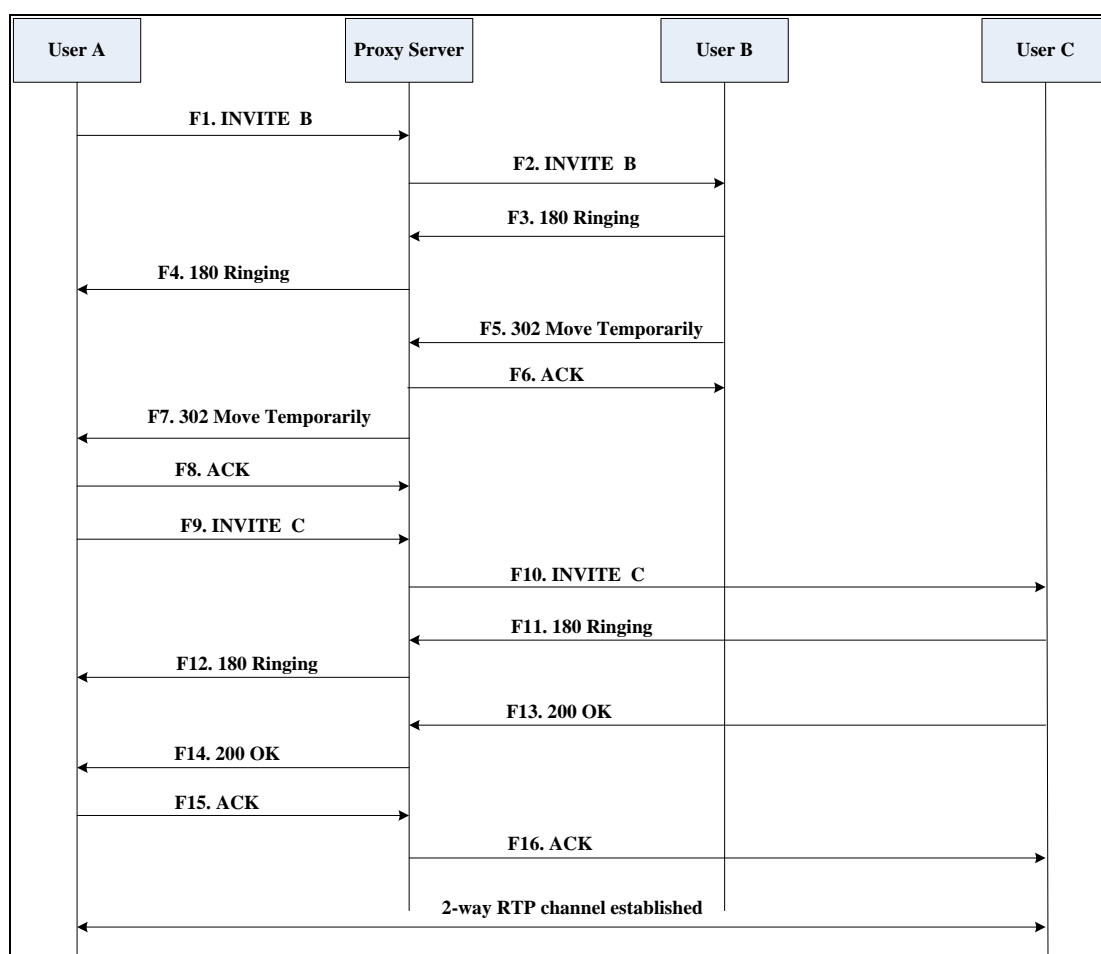 User A
Proxy Server
User B
User C
F1. INVITE B
F2. INVITE B
F3. 180 Ringing
F4. 180 Ringing
F5. 302 Move Temporarily
F6. ACK
F7. 302 Move Temporarily
F8. ACK
F9. INVITE C
F10. INVITE C
F11. 180 Ringing
F12. 180 Ringing
F13. 200 OK
F14. 200 OK
F15. ACK
F16. ACK
2-way RTP channel established